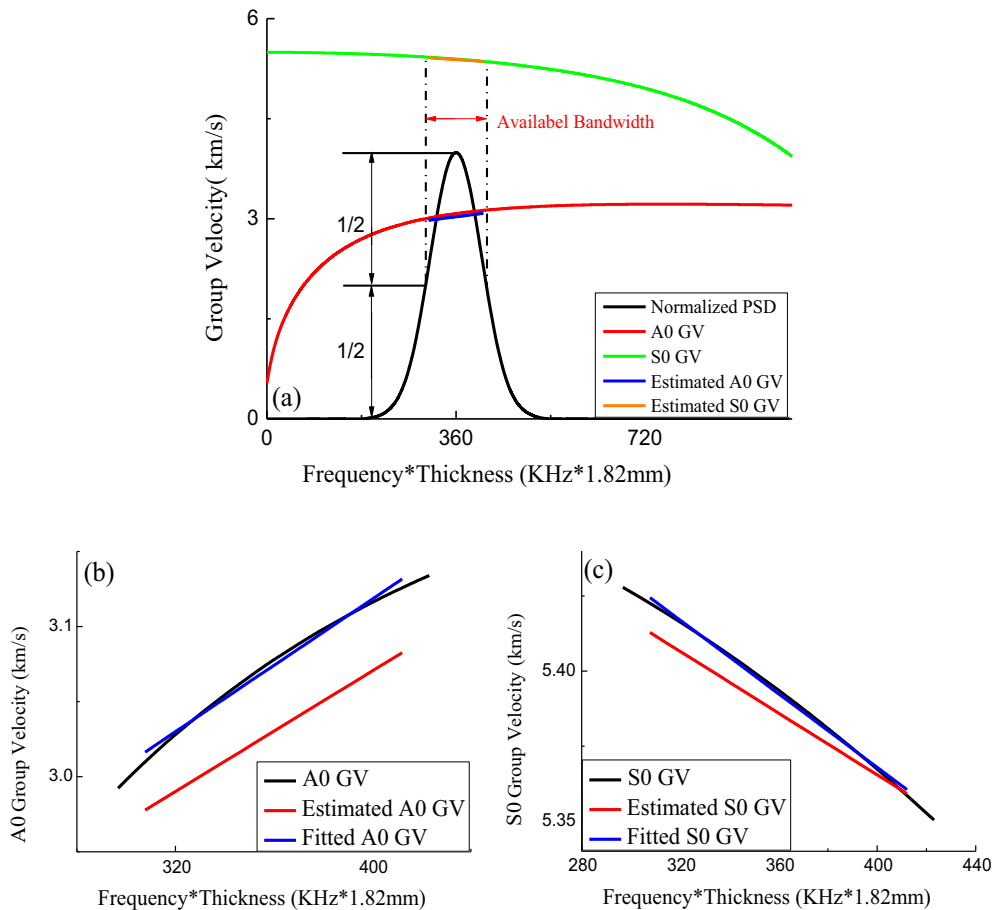 6
Availabel Bandwidth
Group Velocity( km/s)
3
1/2
1/2
Normalized PSD
A0 GV
S0 GV
Estimated A0 GV
Estimated S0 GV
(a)
0
0
360
720
Frequency*Thickness (KHz*1.82mm)
(b)
A0 Group Velocity (km/s)
3.1
3.0
A0 GV
Estimated A0 GV
Fitted A0 GV
320
400
Frequency*Thickness (KHz*1.82mm)
(c)
S0 Group Velocity (km/s)
5.40
5.35
S0 GV
Estimated S0 GV
Fitted S0 GV
280
320
360
400
440
Frequency*Thickness (KHz*1.82mm)